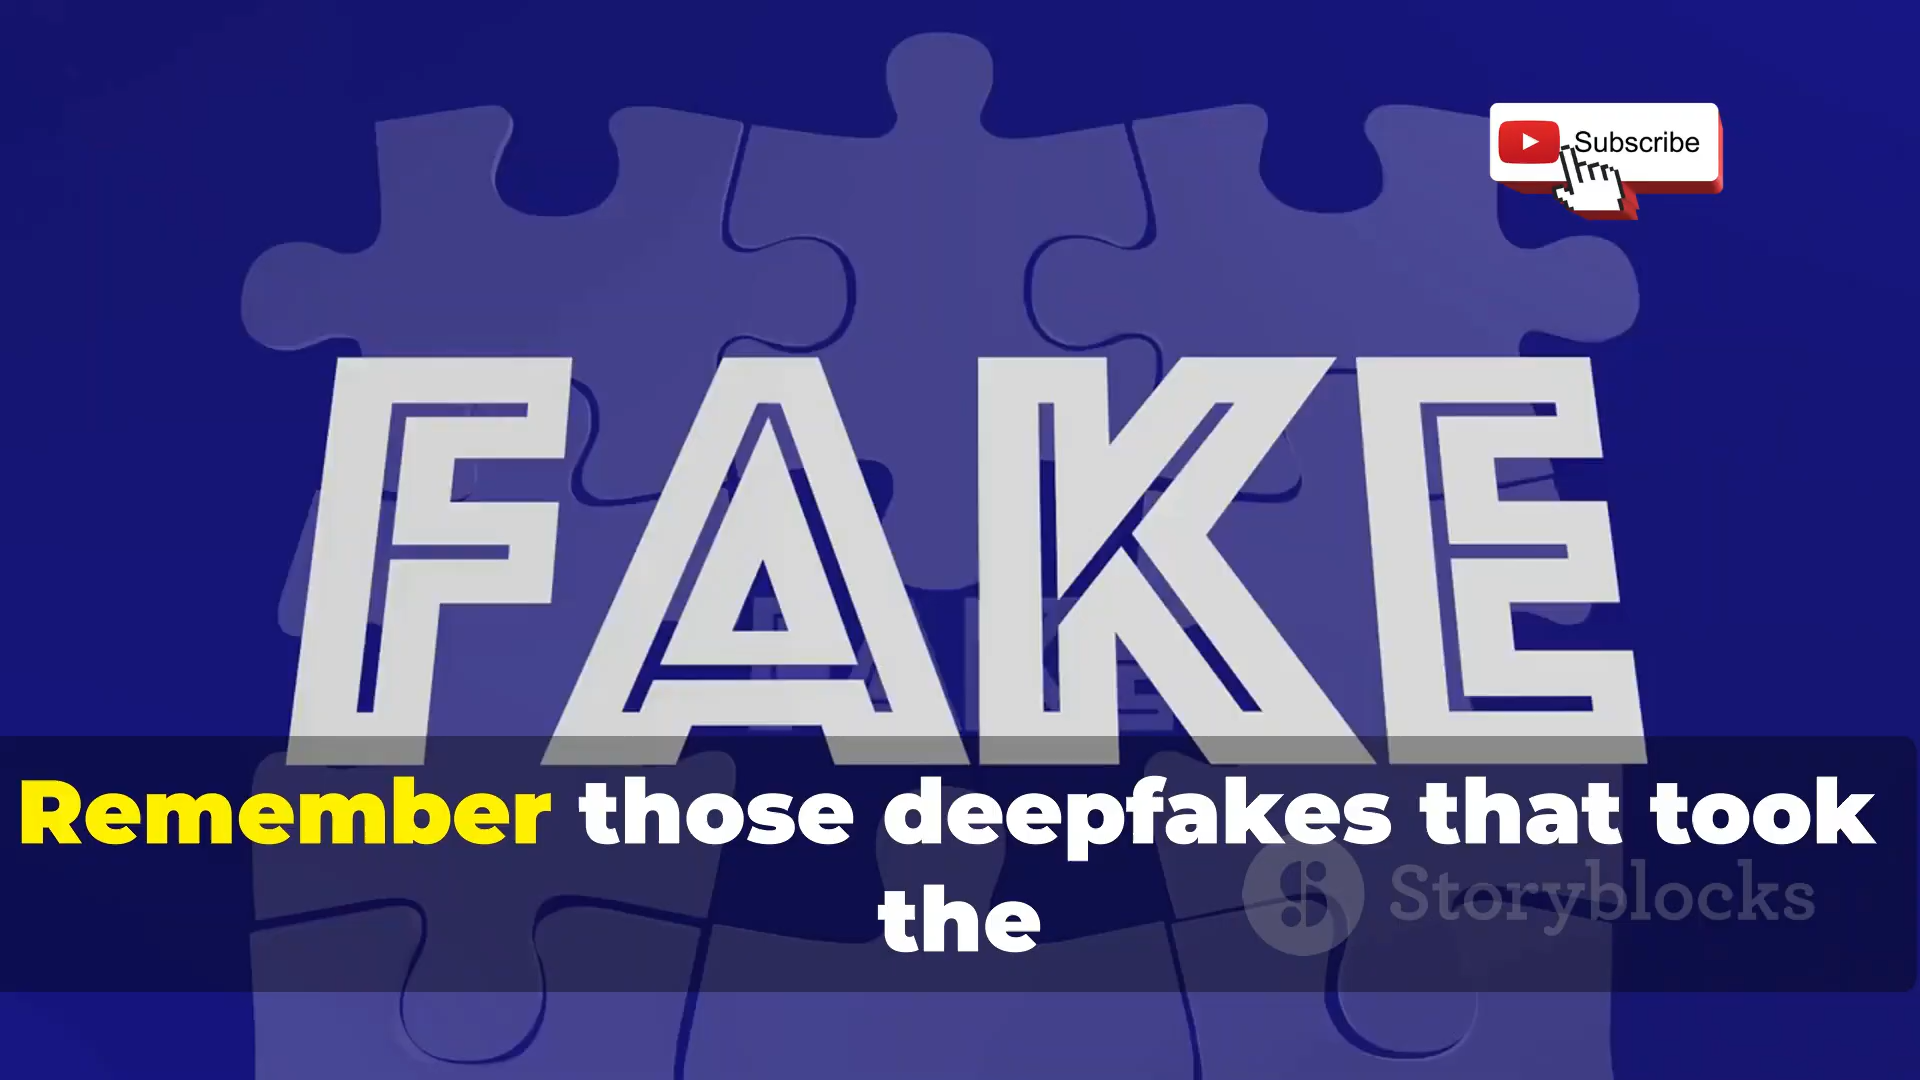 Subscribe
FAKE
Remember those deepfakes that took
the
Storyblocks